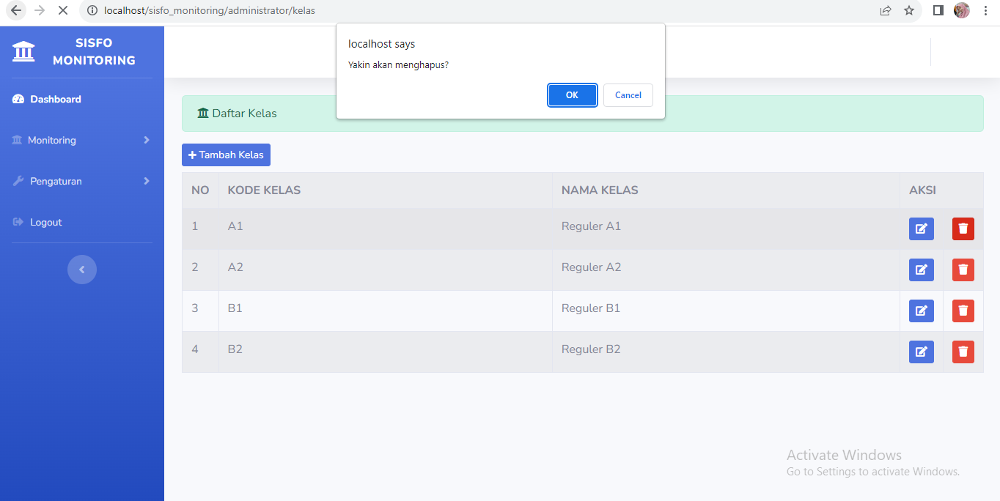 localhost/sisfo_monitoring/administrator/kelas
SISFO
MONITORING
Dashboard
Monitoring
Pengaturan
Logout
localhost says
Yakin akan menghapus?
OK Cancel
Daftar Kelas
Tambah Kelas
NO KODE KELAS NAMA KELAS AKSI
1 A1 Reguler A1
2 A2 Reguler A2
3 B1 Reguler B1
4 B2 Reguler B2
Activate Windows
Go to Settings to activate Windows.